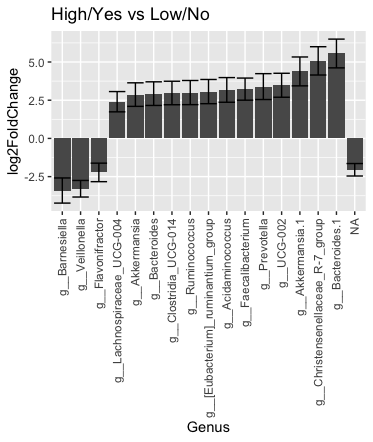 High/Yes vs Low/No
log2FoldChange
5.0
2.5
0.0
-2.5
g__Barnesiella
g__Veillonella
g__Flavonifractor
g__Lachnospiraceae_UCG-004
g__Akkermansia
g__Bacteroides
g__Clostridia_UCG-014
g__Ruminococcus
g__[Eubacterium]_ruminantium_group
g__Acidaminococcus
g__Faecalibacterium
g__Prevotella
g__UCG-002
g__Akkermansia.1
g__Christensenellaceae_R-7_group
g__Bacteroides.1
NA
Genus